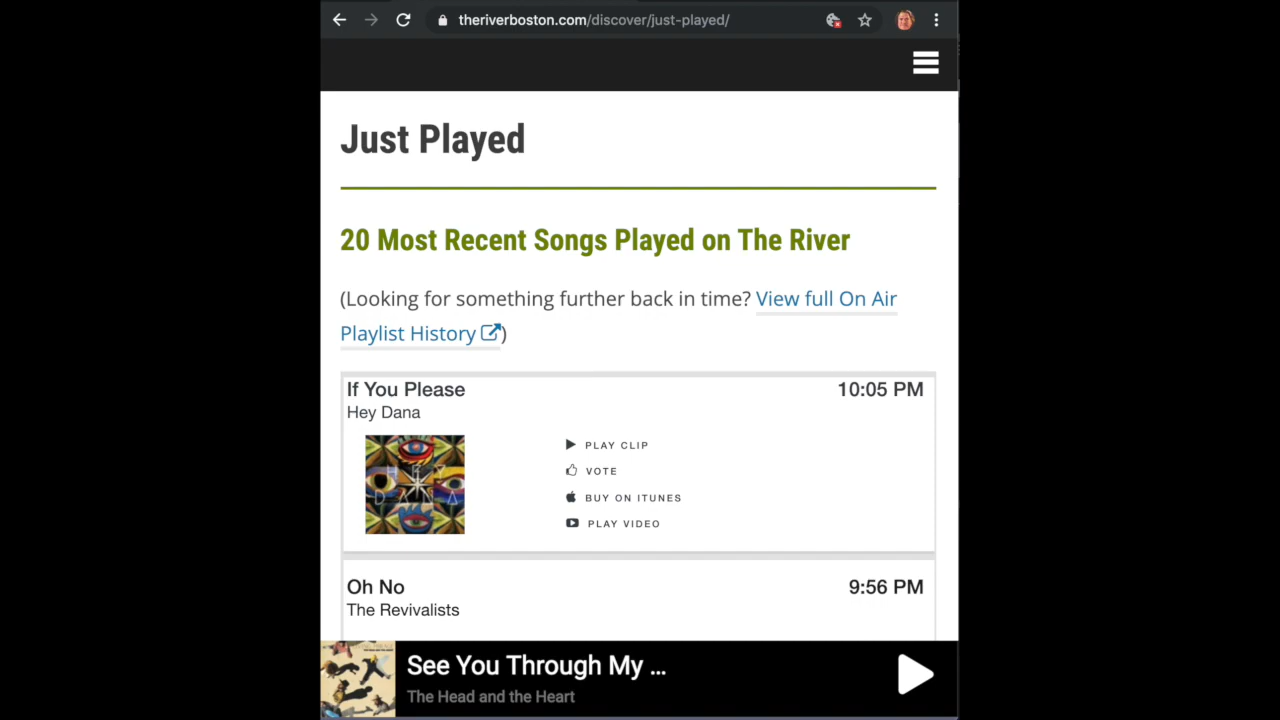 theriverboston.com/discover/just-played/
Just Played
20 Most Recent Songs Played on The River
(Looking for something further back in time? View full On Air
Playlist History)
If You Please 10:05 PM
Hey Dana
HEY
DANA
PLAY CLIP
VOTE
BUY ON ITUNES
PLAY VIDEO
Oh No 9:56 PM
The Revivalists
See You Through My ...
The Head and the Heart